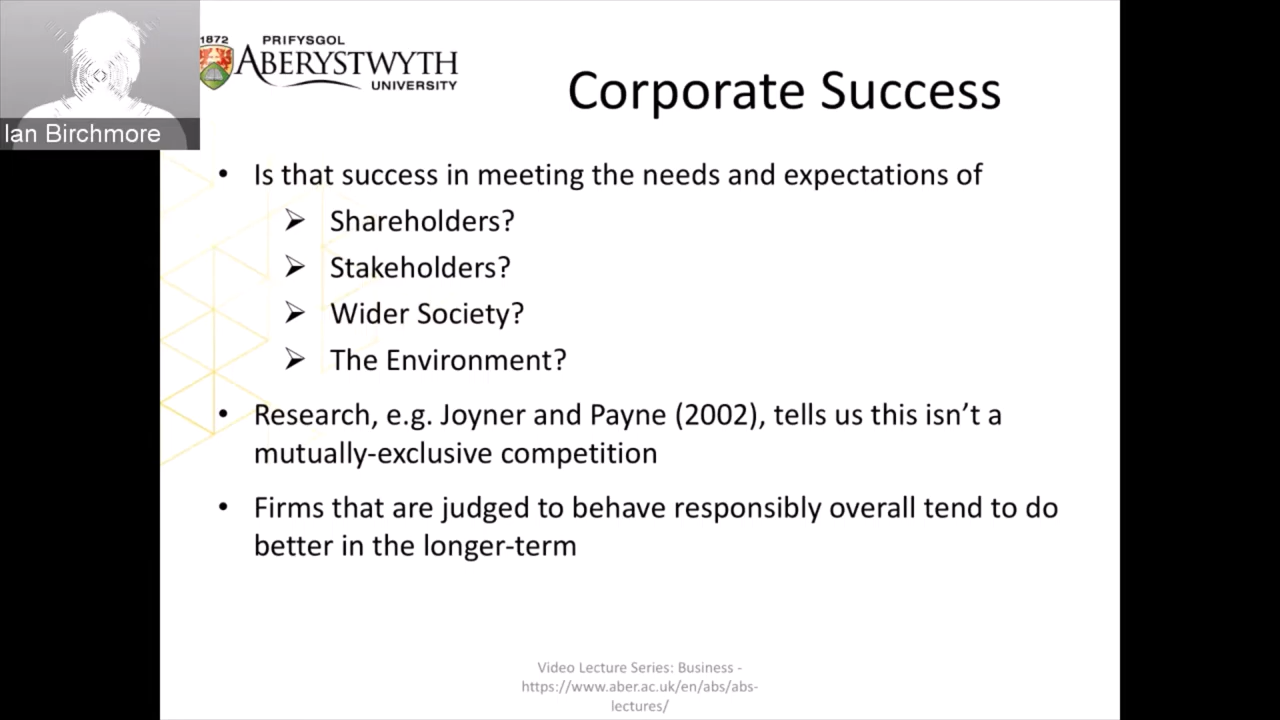 1872
PRIFYSGOL
ABERYSTWYTH
UNIVERSITY
Ian Birchmore
Corporate Success
• Is that success in meeting the needs and expectations of
➢ Shareholders?
➢ Stakeholders?
➢ Wider Society?
➢ The Environment?
• Research, e.g. Joyner and Payne (2002), tells us this isn’t a
mutually-exclusive competition
• Firms that are judged to behave responsibly overall tend to do
better in the longer-term
Video Lecture Series: Business -
https://www.aber.ac.uk/en/abs/abs-
lectures/